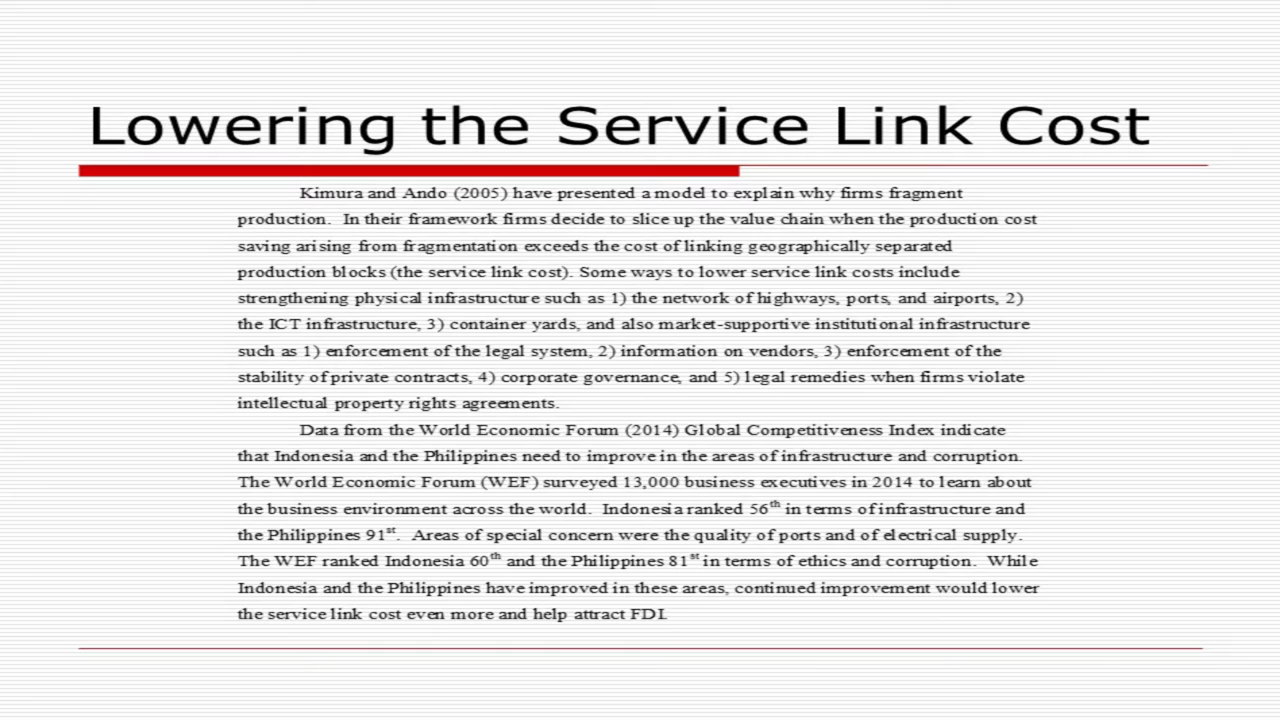 Lowering the Service Link Cost
Kimura and Ando (2005) have presented a model to explain why firms fragment
production. In their framework firms decide to slice up the value chain when the production cost
saving arising from fragmentation exceeds the cost of linking geographically separated
production blocks (the service link cost). Some ways to lower service link costs include
strengthening physical infrastructure such as 1) the network of highways, ports, and airports, 2)
the ICT infrastructure, 3) container yards, and also market-supportive institutional infrastructure
such as 1) enforcement of the legal system, 2) information on vendors, 3) enforcement of the
stability of private contracts, 4) corporate governance, and 5) legal remedies when firms violate
intellectual property rights agreements.
Data from the World Economic Forum (2014) Global Competitiveness Index indicate
that Indonesia and the Philippines need to improve in the areas of infrastructure and corruption.
The World Economic Forum (WEF) surveyed 13,000 business executives in 2014 to learn about
the business environment across the world. Indonesia ranked 56th in terms of infrastructure and
the Philippines 91st. Areas of special concern were the quality of ports and of electrical supply.
The WEF ranked Indonesia 60th and the Philippines 81st in terms of ethics and corruption. While
Indonesia and the Philippines have improved in these areas, continued improvement would lower
the service link cost even more and help attract FDI.